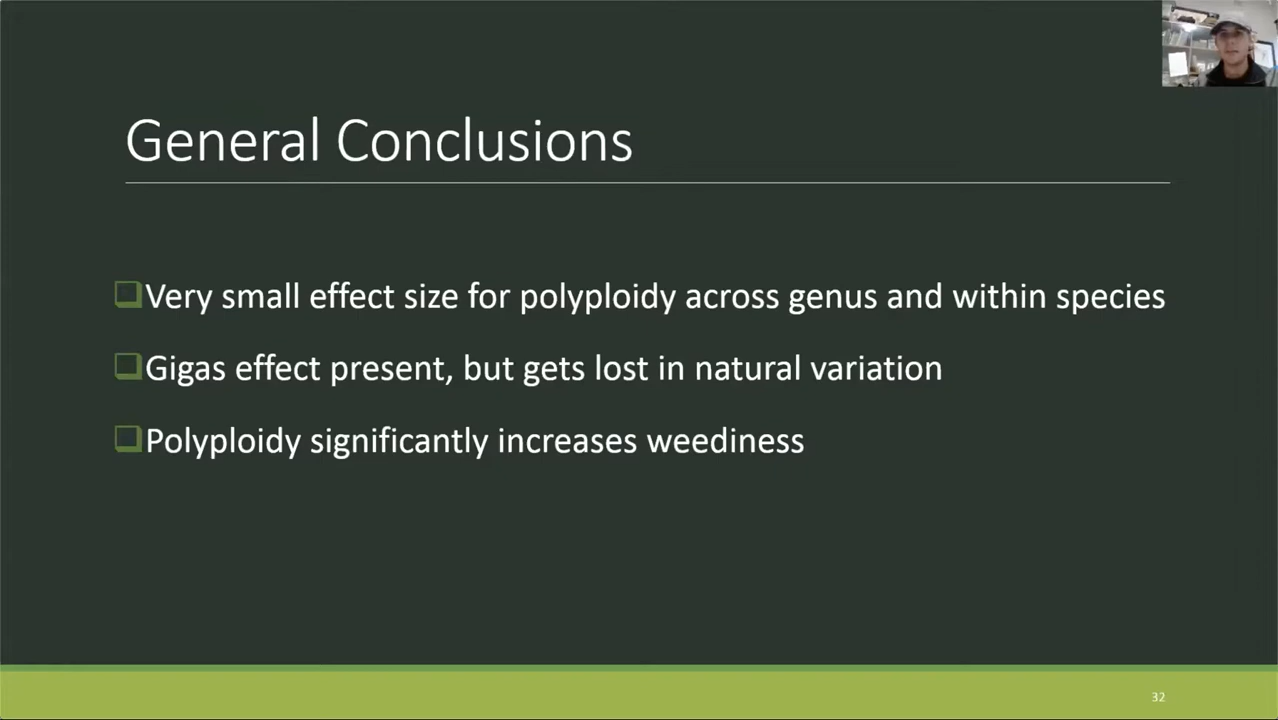 General Conclusions
Very small effect size for polyploidy across genus and within species
Gigas effect present, but gets lost in natural variation
Polyploidy significantly increases weediness
32